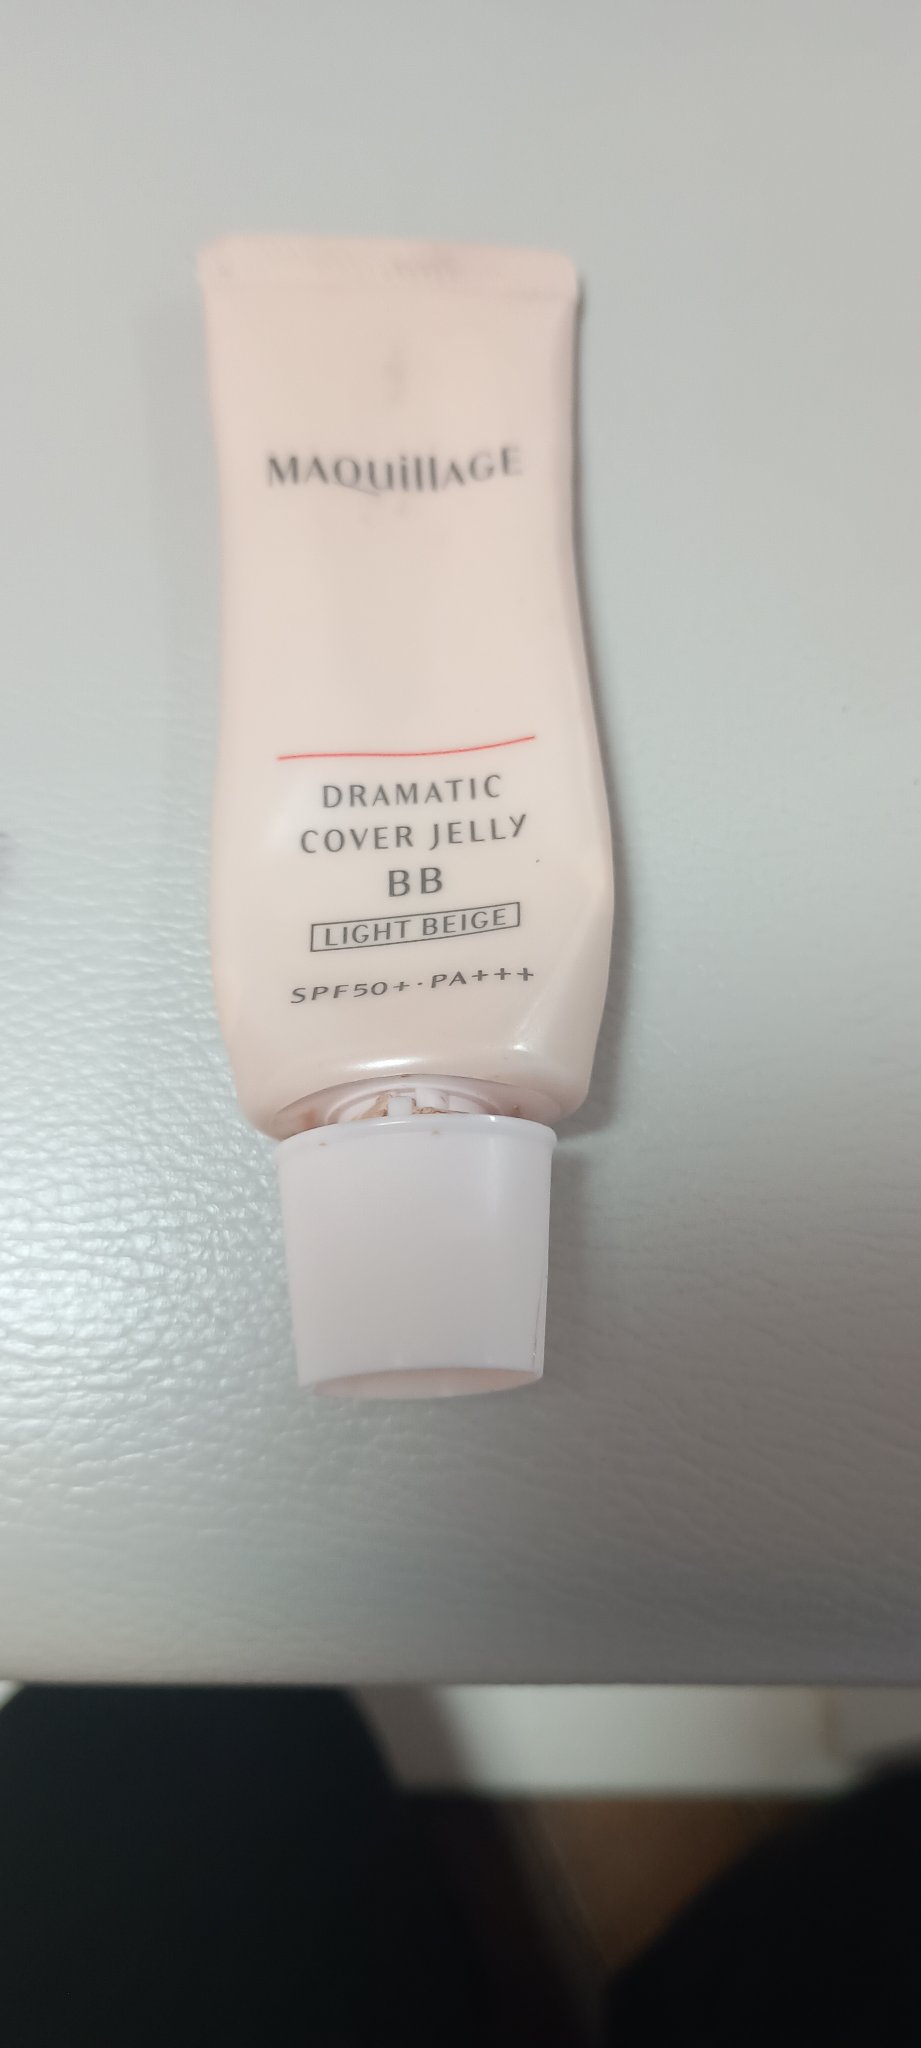 MAQuillAGE
DRAMATIC
COVER JELLY
BB
LIGHT BEIGE
SPF50+・PA+++